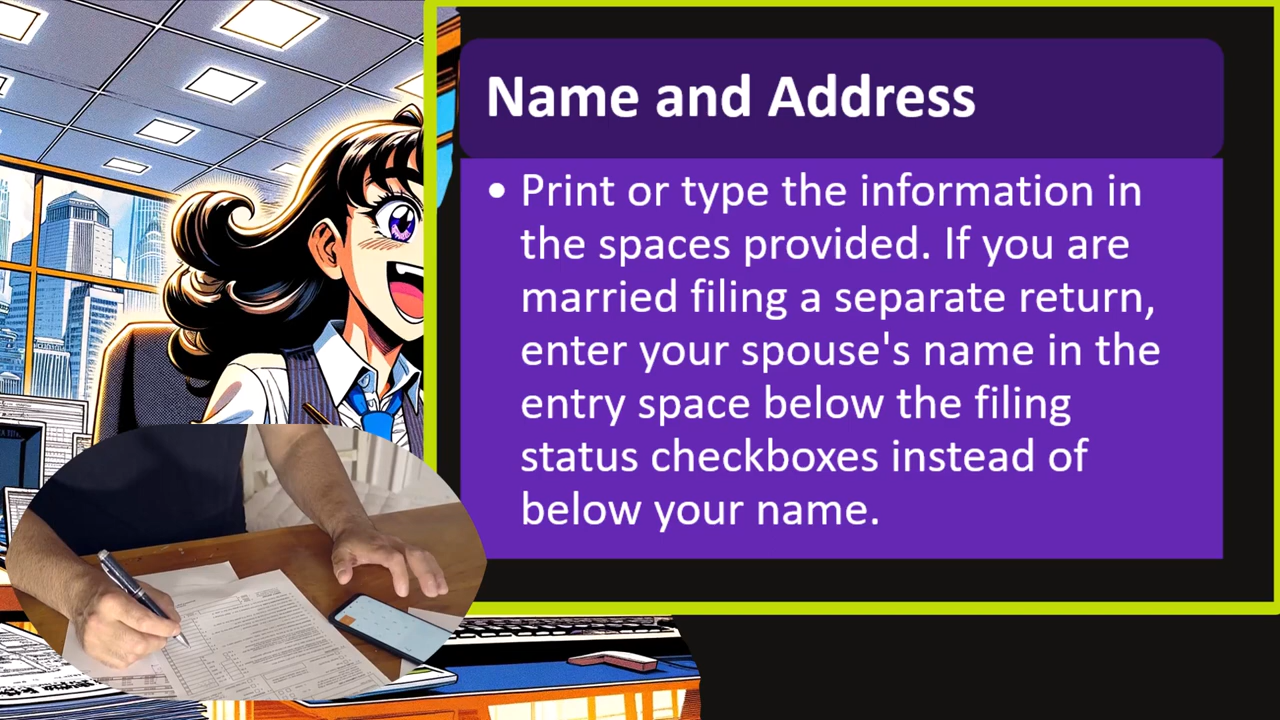 Name and Address
• Print or type the information in
the spaces provided. If you are
married filing a separate return,
enter your spouse's name in the
entry space below the filing
status checkboxes instead of
below your name.